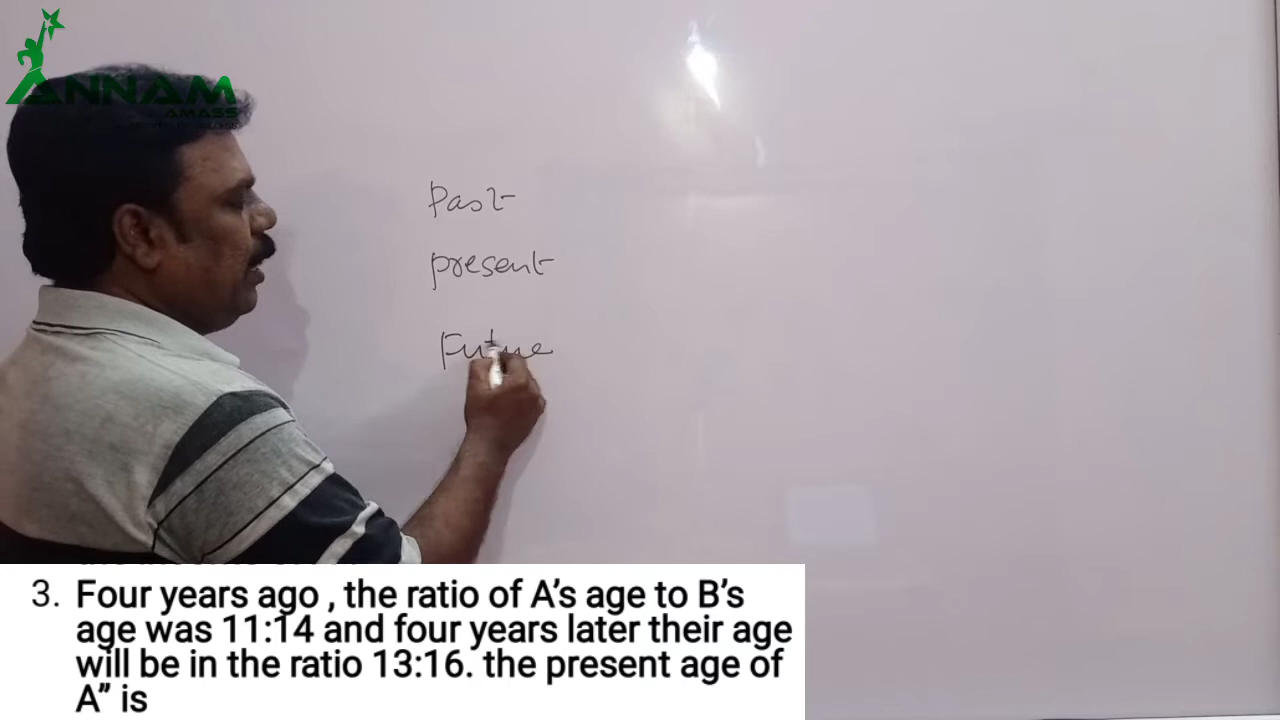 ANNAM
AMASS
Past
present
Future
3. Four years ago , the ratio of A’s age to B’s
age was 11:14 and four years later their age
will be in the ratio 13:16. the present age of
A” is